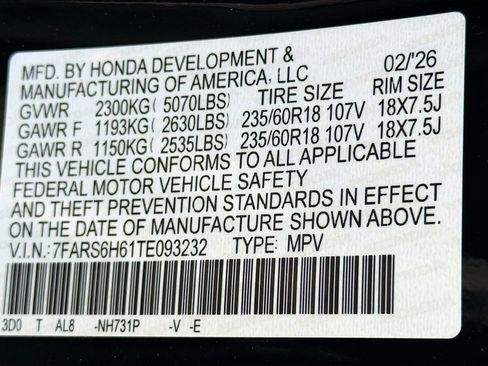 MFD. BY HONDA DEVELOPMENT & 02/'26
MANUFACTURING OF AMERICA, LLC
GVWR 2300KG( 5070LBS) TIRE SIZE RIM SIZE
GAWR F 1193KG( 2630LBS) 235/60R18 107V 18X7.5J
GAWR R 1150KG( 2535LBS) 235/60R18 107V 18X7.5J
THIS VEHICLE CONFORMS TO ALL APPLICABLE
FEDERAL MOTOR VEHICLE SAFETY
AND THEFT PREVENTION STANDARDS IN EFFECT
ON THE DATE OF MANUFACTURE SHOWN ABOVE.
V.I.N.:7FARS6H61TE093232 TYPE: MPV
3D0 T AL8 -NH731P -V -E